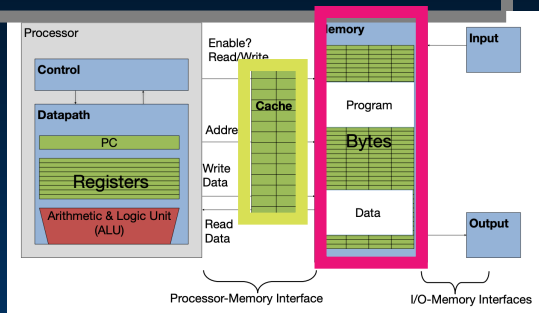 Processor
Control
Datapath
PC
Registers
Arithmetic & Logic Unit
(ALU)
Enable?
Read/Write
Cache
Addre
Write
Data
Read
Data
Processor-Memory Interface
emory
Program
Bytes
Data
Input
Output
I/O-Memory Interfaces